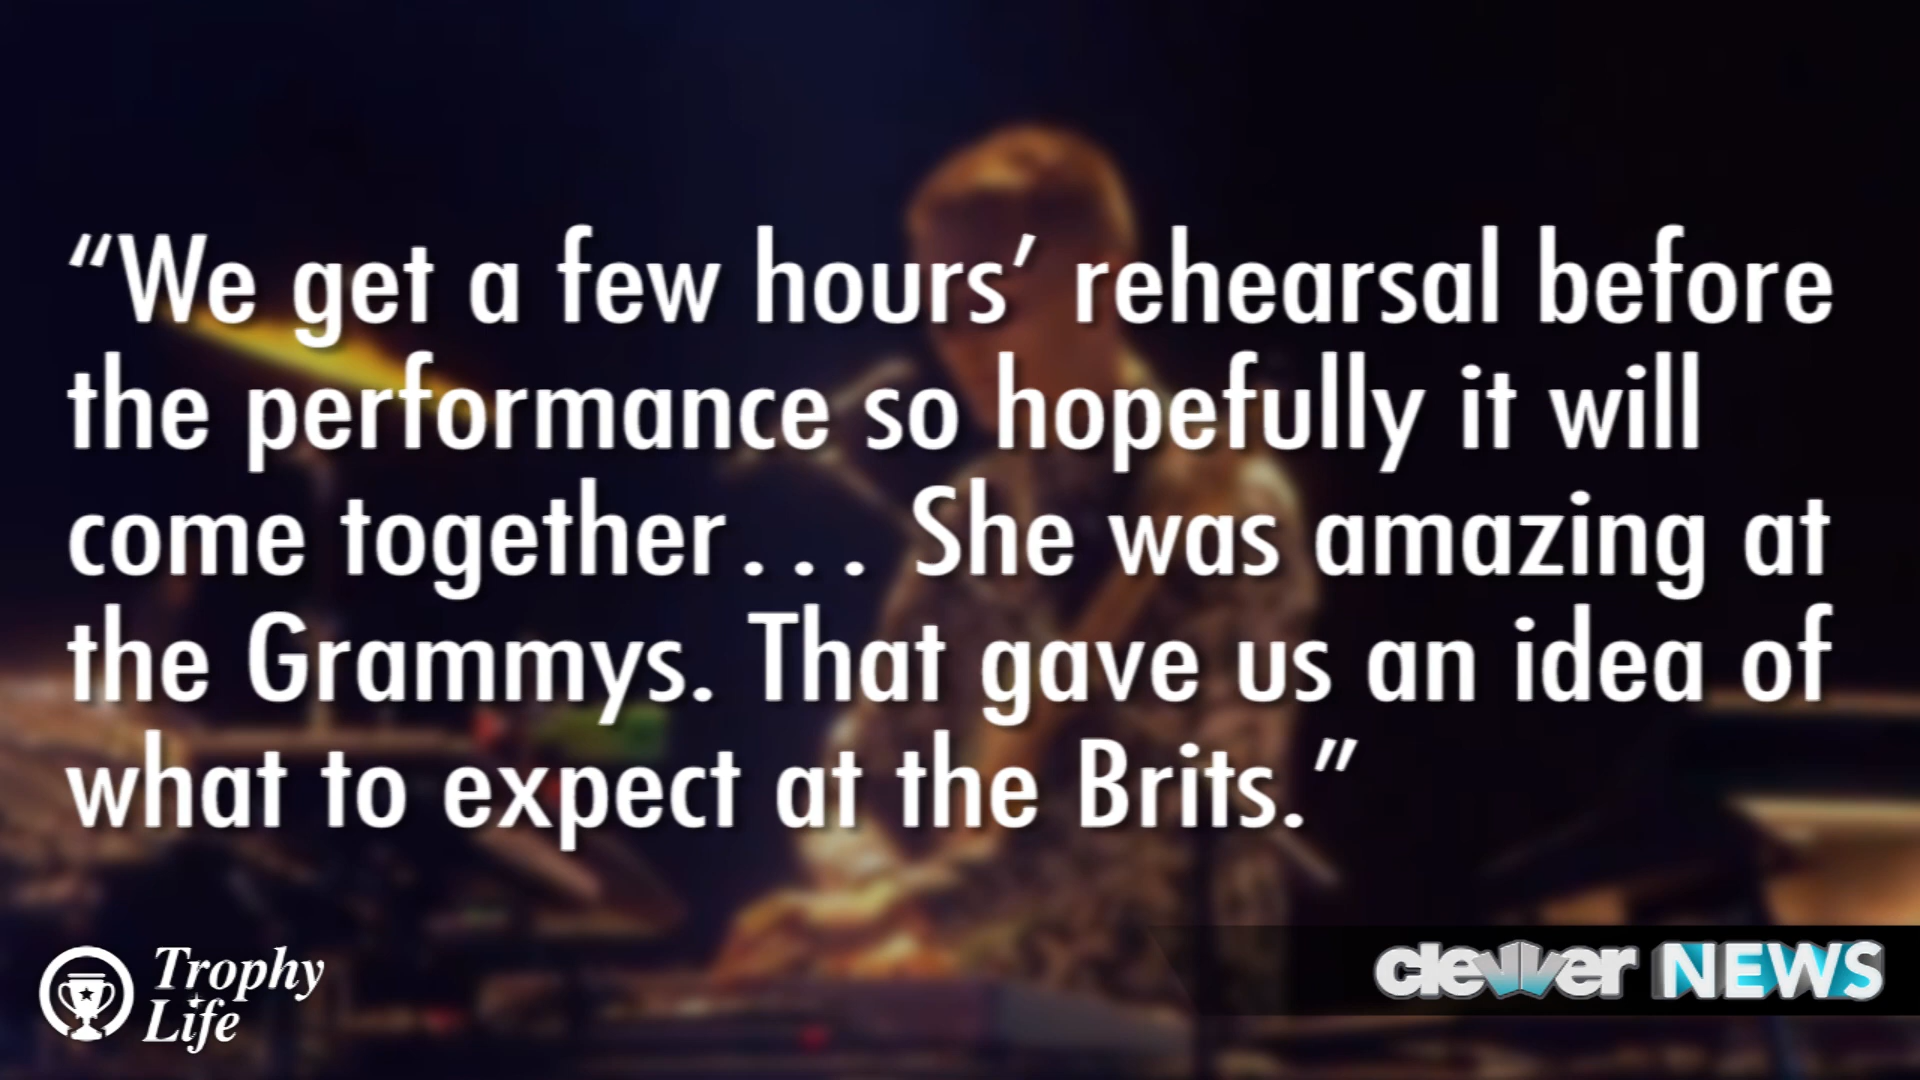 “We get a few hours’ rehearsal before
the performance so hopefully it will
come together... She was amazing at
the Grammys. That gave us an idea of
what to expect at the Brits.”
Trophy
Life
clevver NEWS